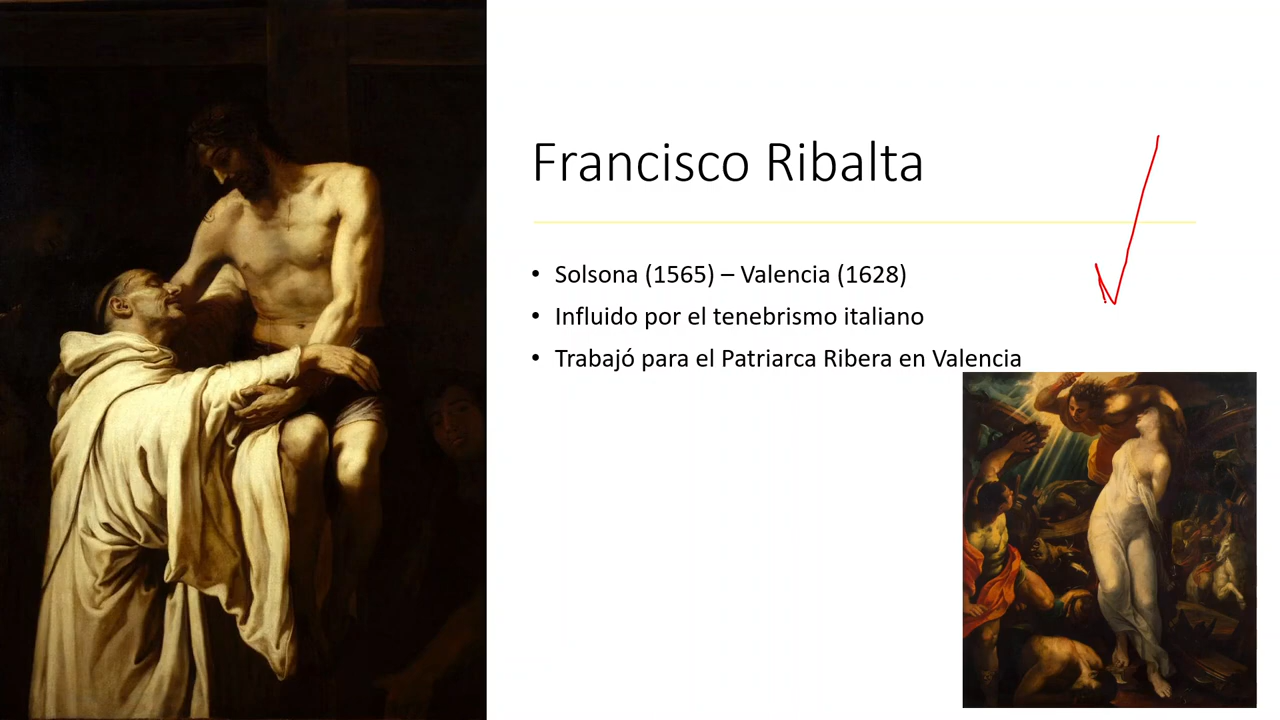 Francisco Ribalta
• Solsona (1565) – Valencia (1628)
• Influido por el tenebrismo italiano
• Trabajó para el Patriarca Ribera en Valencia